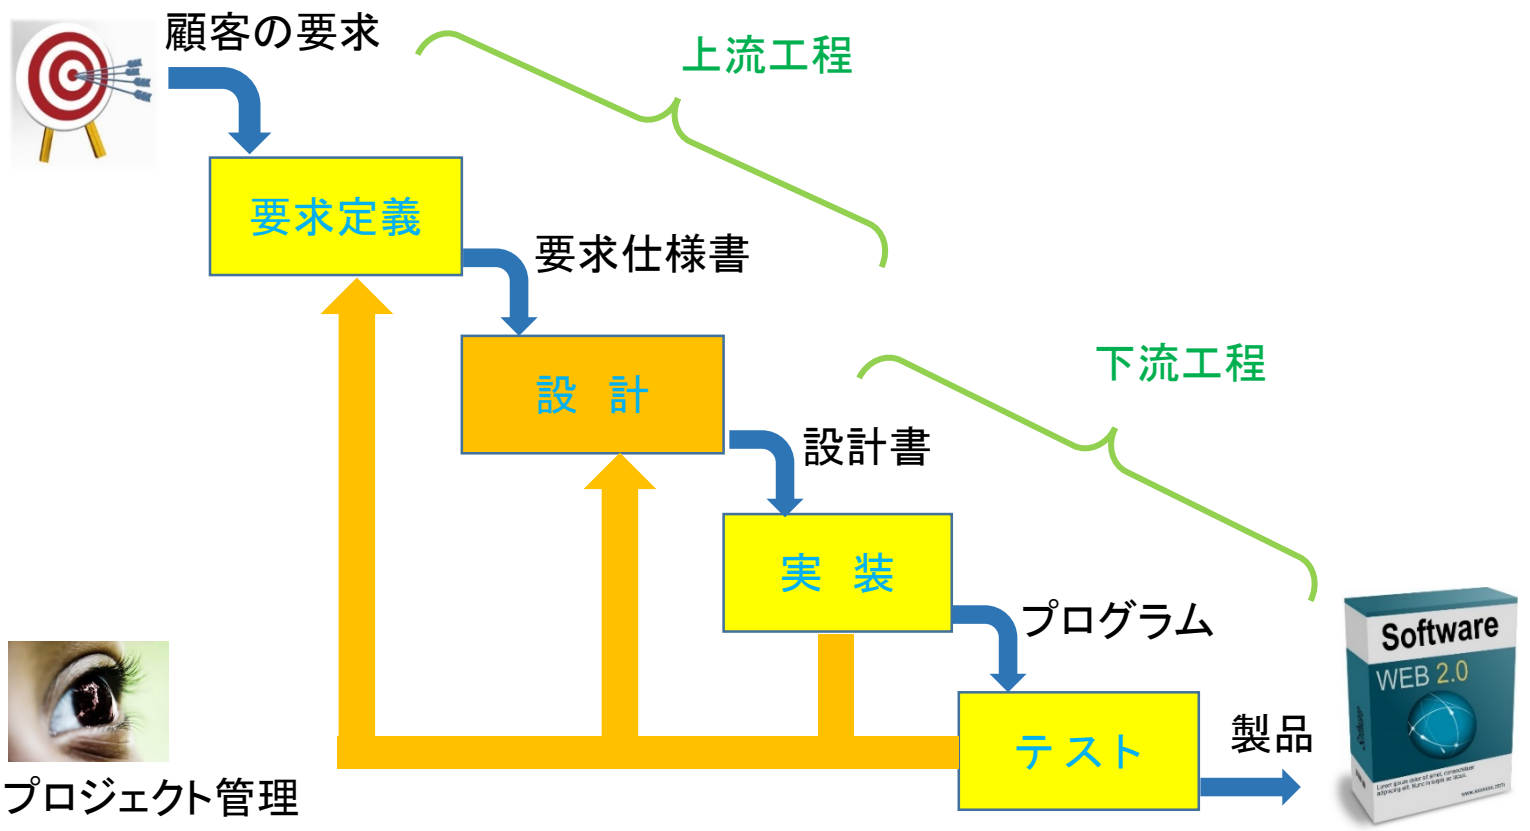 顧客の要求
上流工程
要求定義
要求仕様書
設 計
下流工程
設計書
実 装
プログラム
Software
WEB 2.0
テスト
製品
プロジェクト管理